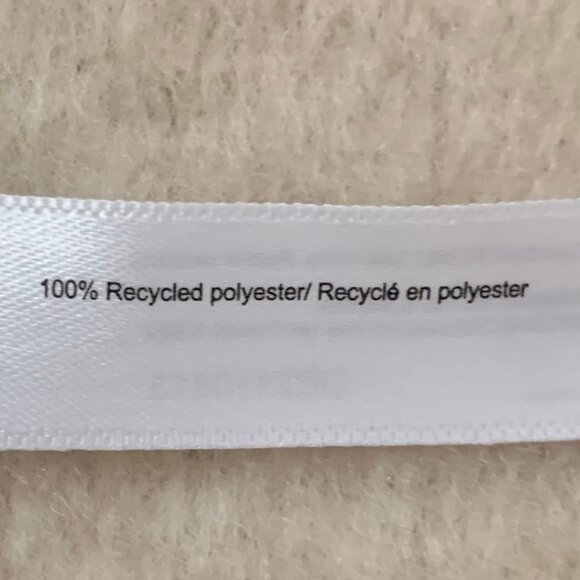 100% Recycled polyester/ Recyclé en polyester